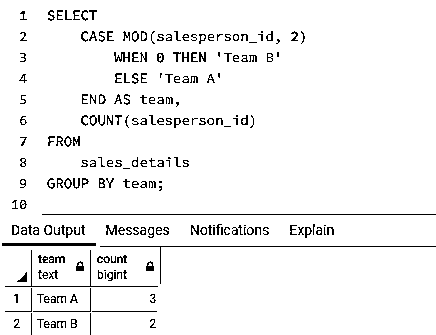 1 SELECT
2 CASE MOD(salesperson_id, 2)
3 WHEN 0 THEN 'Team B'
4 ELSE 'Team A'
5 END AS team,
6 COUNT(salesperson_id)
7 FROM
8 sales_details
9 GROUP BY team;
10
Data Output Messages Notifications Explain
team count
text bigint
1 Team A 3
2 Team B 2